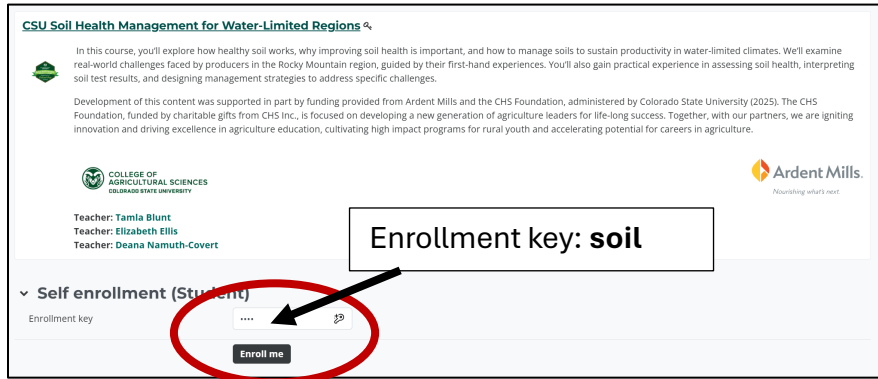 CSU Soil Health Management for Water-Limited Regions
In this course, you'll explore how healthy soil works, why improving soil health is important, and how to manage soils to sustain productivity in water-limited climates. We'll examine
real-world challenges faced by producers in the Rocky Mountain region, guided by their first-hand experiences. You'll also gain practical experience in assessing soil health, interpreting
soil test results, and designing management strategies to address specific challenges.
Development of this content was supported in part by funding provided from Ardent Mills and the CHS Foundation, administered by Colorado State University (2025). The CHS
Foundation, funded by charitable gifts from CHS Inc., is focused on developing a new generation of agriculture leaders for life-long success. Together, with our partners, we are igniting
innovation and driving excellence in agriculture education, cultivating high impact programs for rural youth and accelerating potential for careers in agriculture.
COLLEGE OF
AGRICULTURAL SCIENCES
COLORADO STATE UNIVERSITY
Ardent Mills.
Nourishing what's next.
Teacher: Tamla Blunt
Teacher: Elizabeth Ellis
Teacher: Deana Namuth-Covert
Enrollment key: soil
Self enrollment (Student)
Enrollment key
••••
Enroll me